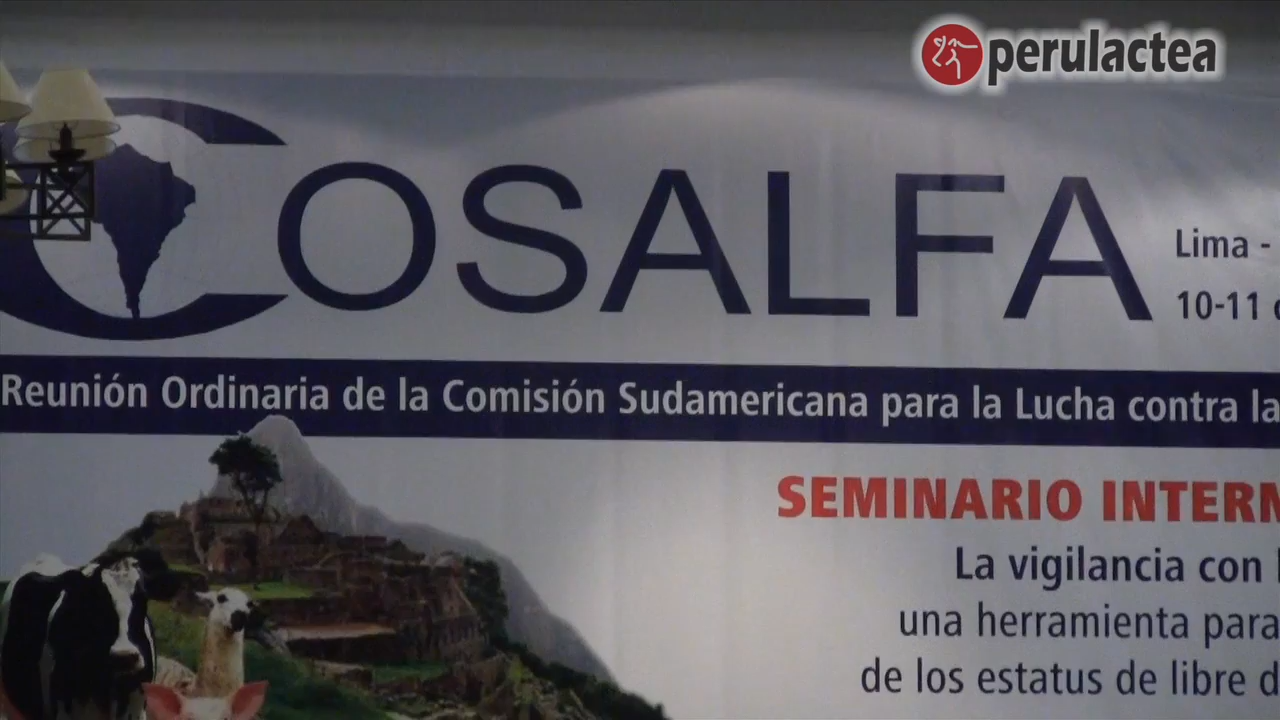 perulactea
COSALFA
Lima -
10-11
Reunión Ordinaria de la Comisión Sudamericana para la Lucha contra la
SEMINARIO INTERN
La vigilancia con
una herramienta para
de los estatus de libre d